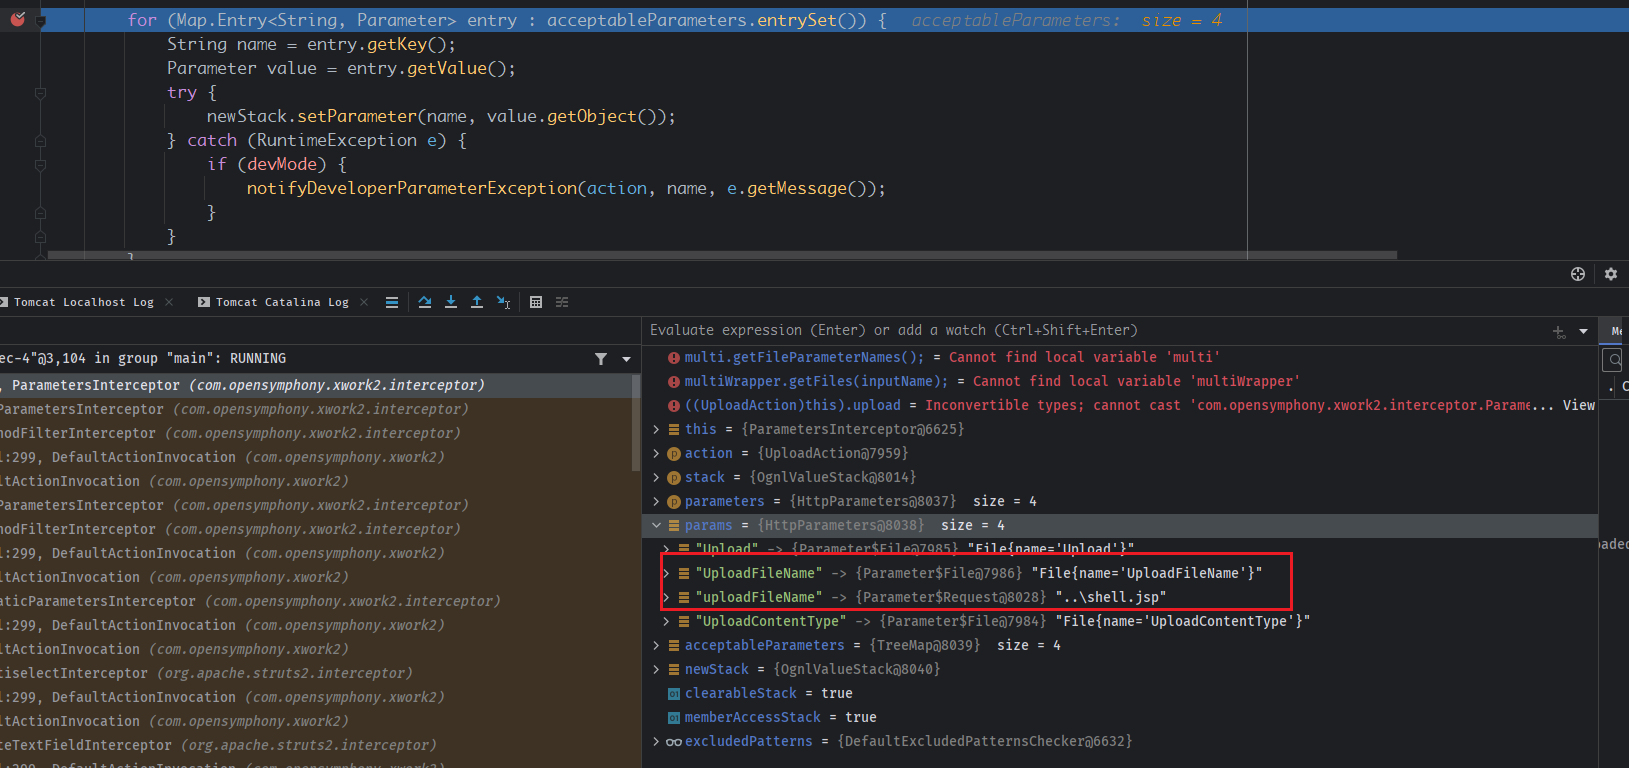 for (Map.Entry<String, Parameter> entry : acceptableParameters.entrySet()) { acceptableParameters: size = 4
String name = entry.getKey();
Parameter value = entry.getValue();
try {
newStack.setParameter(name, value.getObject());
} catch (RuntimeException e) {
if (devMode) {
notifyDeveloperParameterException(action, name, e.getMessage());
}
}
}
Tomcat Localhost Log × Tomcat Catalina Log ×
Evaluate expression (Enter) or add a watch (Ctrl+Shift+Enter)
ec-4"@3,104 in group "main": RUNNING
, ParametersInterceptor (com.opensymphony.xwork2.interceptor)
ParametersInterceptor (com.opensymphony.xwork2.interceptor)
hodFilterInterceptor (com.opensymphony.xwork2.interceptor)
l:299, DefaultActionInvocation (com.opensymphony.xwork2)
ltActionInvocation (com.opensymphony.xwork2)
ParametersInterceptor (com.opensymphony.xwork2.interceptor)
hodFilterInterceptor (com.opensymphony.xwork2.interceptor)
l:299, DefaultActionInvocation (com.opensymphony.xwork2)
ltActionInvocation (com.opensymphony.xwork2)
aticParametersInterceptor (com.opensymphony.xwork2.interceptor)
l:299, DefaultActionInvocation (com.opensymphony.xwork2)
ltActionInvocation (com.opensymphony.xwork2)
tiselectInterceptor (org.apache.struts2.interceptor)
l:299, DefaultActionInvocation (com.opensymphony.xwork2)
ltActionInvocation (com.opensymphony.xwork2)
teTextFieldInterceptor (org.apache.struts2.interceptor)
l:299, DefaultActionInvocation (com.opensymphony.xwork2)
multi.getFileParameterNames(); = Cannot find local variable 'multi'
multiWrapper.getFiles(inputName); = Cannot find local variable 'multiWrapper'
((UploadAction)this).upload = Inconvertible types; cannot cast 'com.opensymphony.xwork2.interceptor.Parame... View
this = {ParametersInterceptor@6625}
action = {UploadAction@7959}
stack = {OgnlValueStack@8014}
parameters = {HttpParameters@8037} size = 4
params = {HttpParameters@8038} size = 4
"Upload" -> {Parameter$File@7985} "File{name='Upload'}"
"UploadFileName" -> {Parameter$File@7986} "File{name='UploadFileName'}"
"uploadFileName" -> {Parameter$Request@8028} "..\shell.jsp"
"UploadContentType" -> {Parameter$File@7984} "File{name='UploadContentType'}"
acceptableParameters = {TreeMap@8039} size = 4
newStack = {OgnlValueStack@8040}
clearableStack = true
memberAccessStack = true
excludedPatterns = {DefaultExcludedPatternsChecker@6632}
Me
oaded